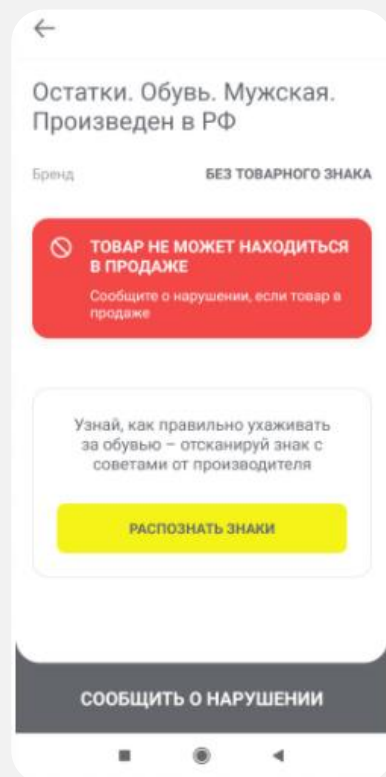 Остатки. Обувь. Мужская.
Произведен в РФ
Бренд БЕЗ ТОВАРНОГО ЗНАКА
ТОВАР НЕ МОЖЕТ НАХОДИТЬСЯ
В ПРОДАЖЕ
Сообщите о нарушении, если товар в
продаже
Узнай, как правильно ухаживать
за обувью – отсканируй знак с
советами от производителя
РАСПОЗНАТЬ ЗНАКИ
СООБЩИТЬ О НАРУШЕНИИ